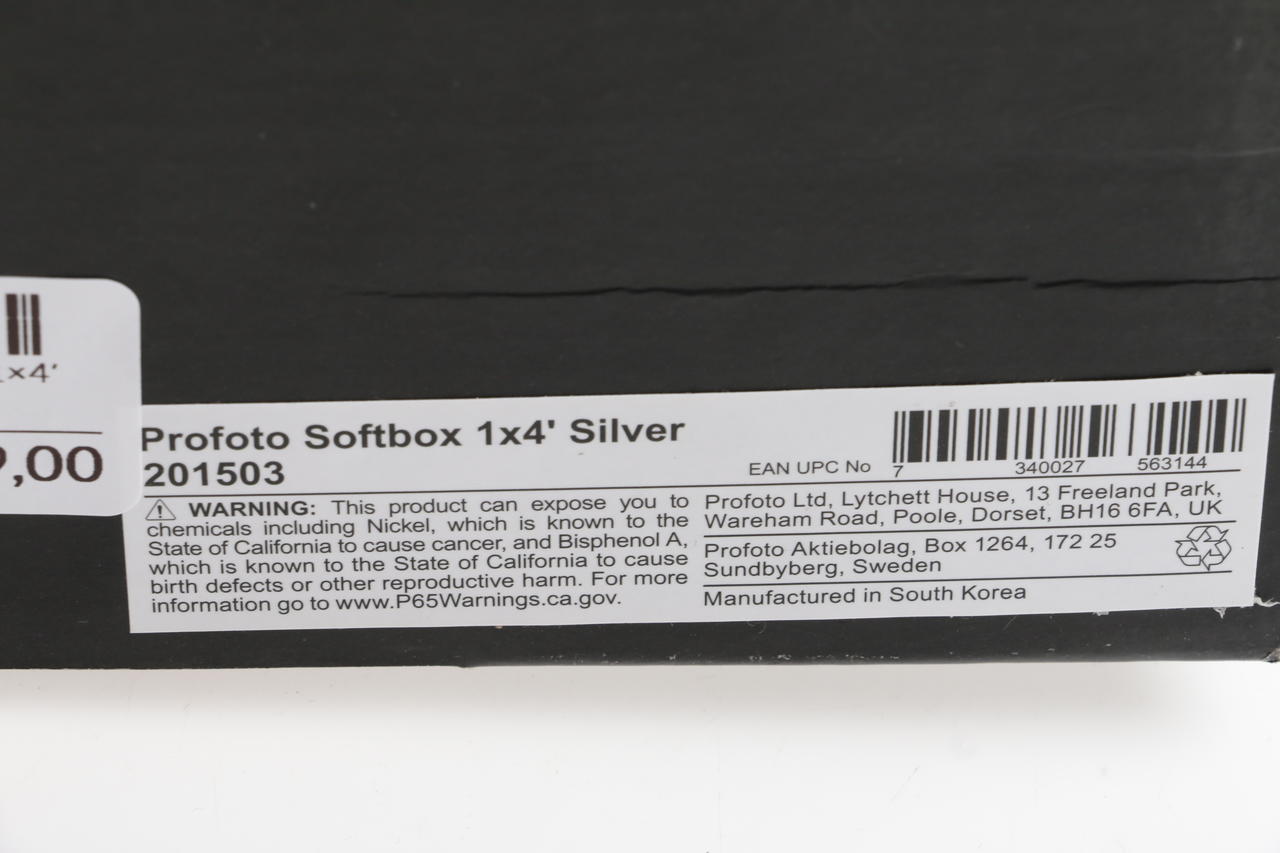 1x4'
9,00
Profoto Softbox 1x4' Silver
201503
EAN UPC No
7 340027 563144
WARNING: This product can expose you to
chemicals including Nickel, which is known to the
State of California to cause cancer, and Bisphenol A,
which is known to the State of California to cause
birth defects or other reproductive harm. For more
information go to www.P65Warnings.ca.gov.
Profoto Ltd, Lytchett House, 13 Freeland Park,
Wareham Road, Poole, Dorset, BH16 6FA, UK
Profoto Aktiebolag, Box 1264, 172 25
Sundbyberg, Sweden
Manufactured in South Korea